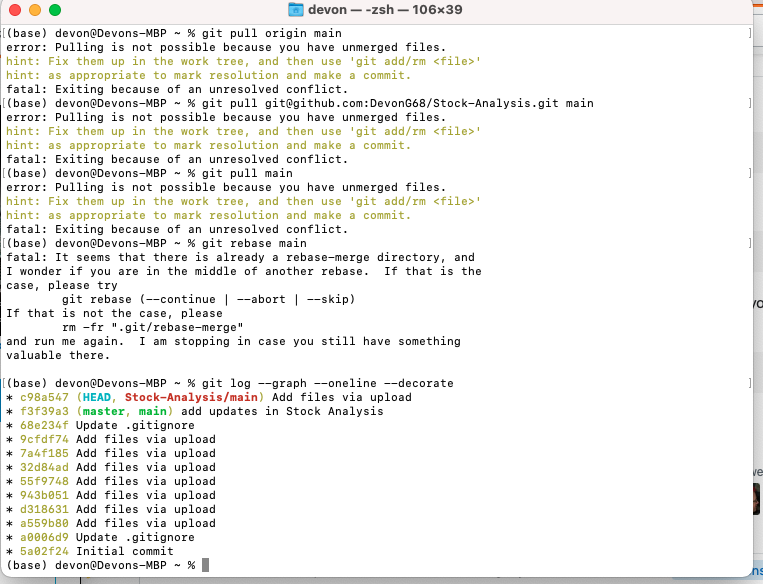 devon — -zsh — 106×39
(base) devon@Devons-MBP ~ % git pull origin main
error: Pulling is not possible because you have unmerged files.
hint: Fix them up in the work tree, and then use 'git add/rm <file>'
hint: as appropriate to mark resolution and make a commit.
fatal: Exiting because of an unresolved conflict.
(base) devon@Devons-MBP ~ % git pull git@github.com:DevonG68/Stock-Analysis.git main
error: Pulling is not possible because you have unmerged files.
hint: Fix them up in the work tree, and then use 'git add/rm <file>'
hint: as appropriate to mark resolution and make a commit.
fatal: Exiting because of an unresolved conflict.
(base) devon@Devons-MBP ~ % git pull main
error: Pulling is not possible because you have unmerged files.
hint: Fix them up in the work tree, and then use 'git add/rm <file>'
hint: as appropriate to mark resolution and make a commit.
fatal: Exiting because of an unresolved conflict.
(base) devon@Devons-MBP ~ % git rebase main
fatal: It seems that there is already a rebase-merge directory, and
I wonder if you are in the middle of another rebase.  If that is the
case, please try
        git rebase (--continue | --abort | --skip)
If that is not the case, please
        rm -fr ".git/rebase-merge"
and run me again.  I am stopping in case you still have something
valuable there.
(base) devon@Devons-MBP ~ % git log --graph --oneline --decorate
* c98a547 (HEAD, Stock-Analysis/main) Add files via upload
* f3f39a3 (master, main) add updates in Stock Analysis
* 68e234f Update .gitignore
* 9cfdf74 Add files via upload
* 7a4f185 Add files via upload
* 32d84ad Add files via upload
* 55f9748 Add files via upload
* 943b051 Add files via upload
* d318631 Add files via upload
* a559b80 Add files via upload
* a0006d9 Update .gitignore
* 5a02f24 Initial commit
(base) devon@Devons-MBP ~ %